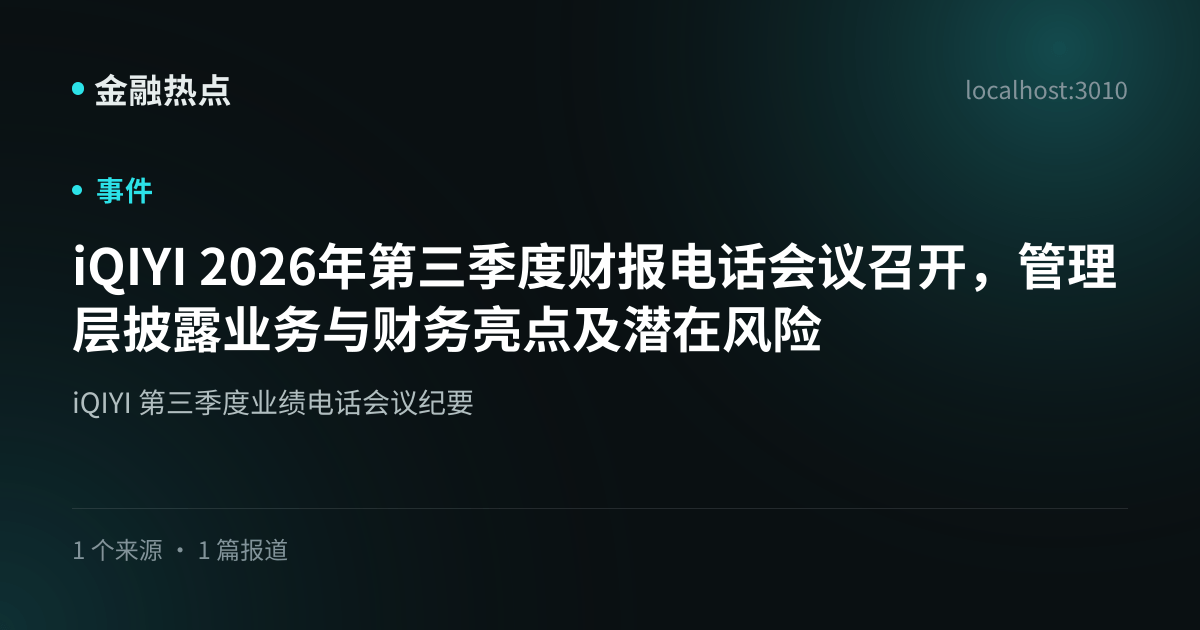 金融热点
localhost:3010
事件
iQIYI 2026年第三季度财报电话会议召开，管理
层披露业务与财务亮点及潜在风险
iQIYI 第三季度业绩电话会议纪要
1 个来源 · 1 篇报道